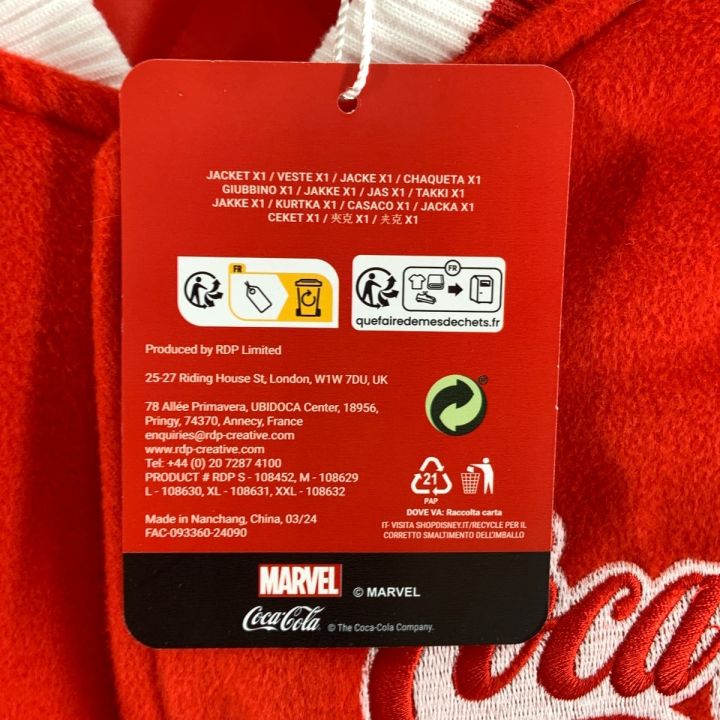 JACKET X1 / VESTE X1 / JACKE X1 / CHAQUETA X1
GIUBBINO X1 / JAKKE X1 / JAS X1 / TAKKI X1
JAKKE X1 / KURTKA X1 / CASACO X1 / JACKA X1
CEKET X1 / 夹克 X1 / 夹克 X1
FR
FR
quefairedemesdechets.fr
Produced by RDP Limited
25-27 Riding House St, London, W1W 7DU, UK
78 Allée Primavera, UBIDOCA Center, 18956,
Pringy, 74370, Annecy, France
enquiries@rdp-creative.com
www.rdp-creative.com
Tel: +44 (0) 20 7287 4100
PRODUCT # RDP S - 108452, M - 108629
L - 108630, XL - 108631, XXL - 108632
Made in Nanchang, China, 03/24
FAC-093360-24090
®
21
PAP
DOVE VA: Raccolta carta
IT- VISITA SHOPDISNEY.IT/RECYCLE PER IL
CORRETTO SMALTIMENTO DELL'IMBALLO
MARVEL © MARVEL
Coca-Cola © The Coca-Cola Company.
Coca